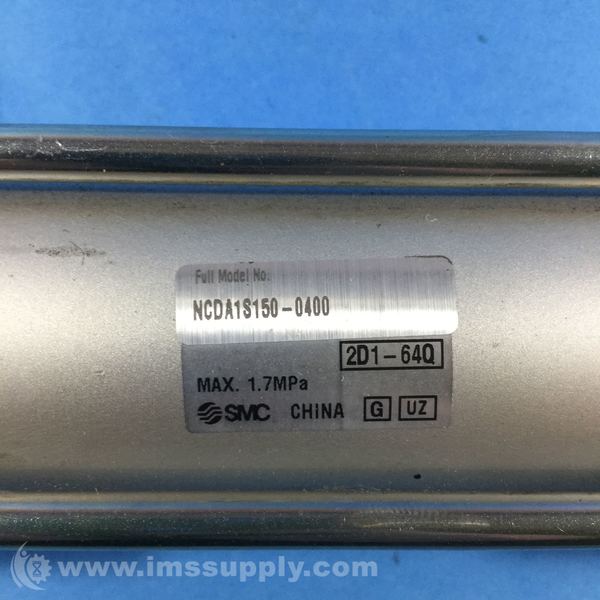 Full Model No.
NCDA1S150-0400
2D1-64Q
MAX. 1.7MPa
SMC CHINA G UZ
www.imssupply.com